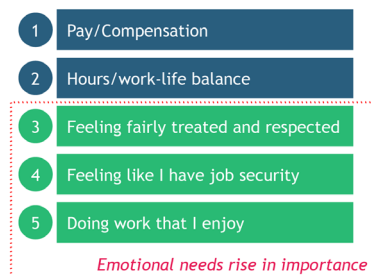 1 Pay/Compensation
2 Hours/work-life balance
3 Feeling fairly treated and respected
4 Feeling like I have job security
5 Doing work that I enjoy
Emotional needs rise in importance